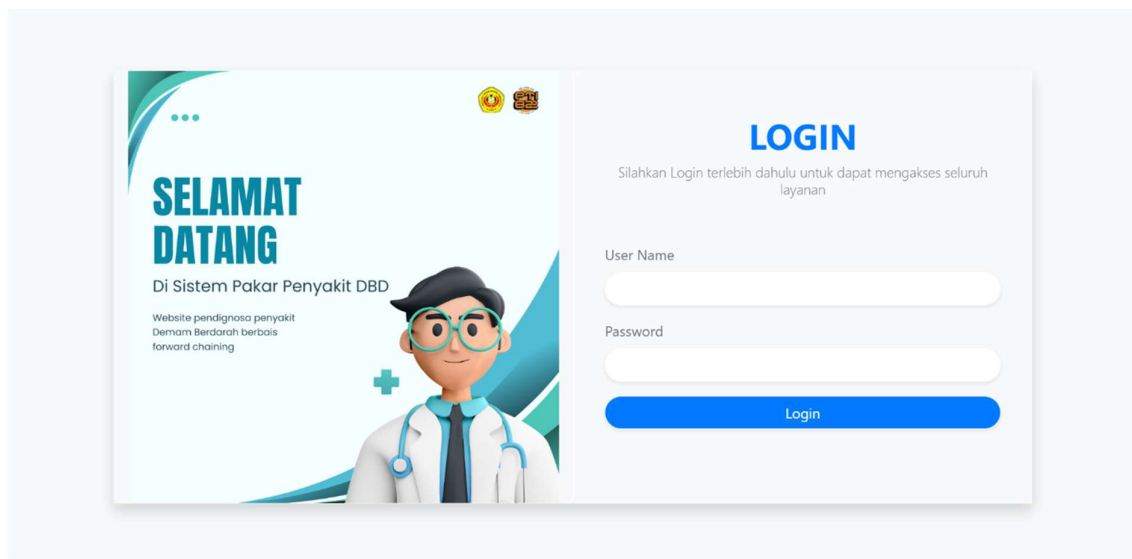 SELAMAT
DATANG
Di Sistem Pakar Penyakit DBD
Website pendignosa penyakit
Demam Berdarah berbais
forward chaining
LOGIN
Silahkan Login terlebih dahulu untuk dapat mengakses seluruh
layanan
User Name
Password
Login